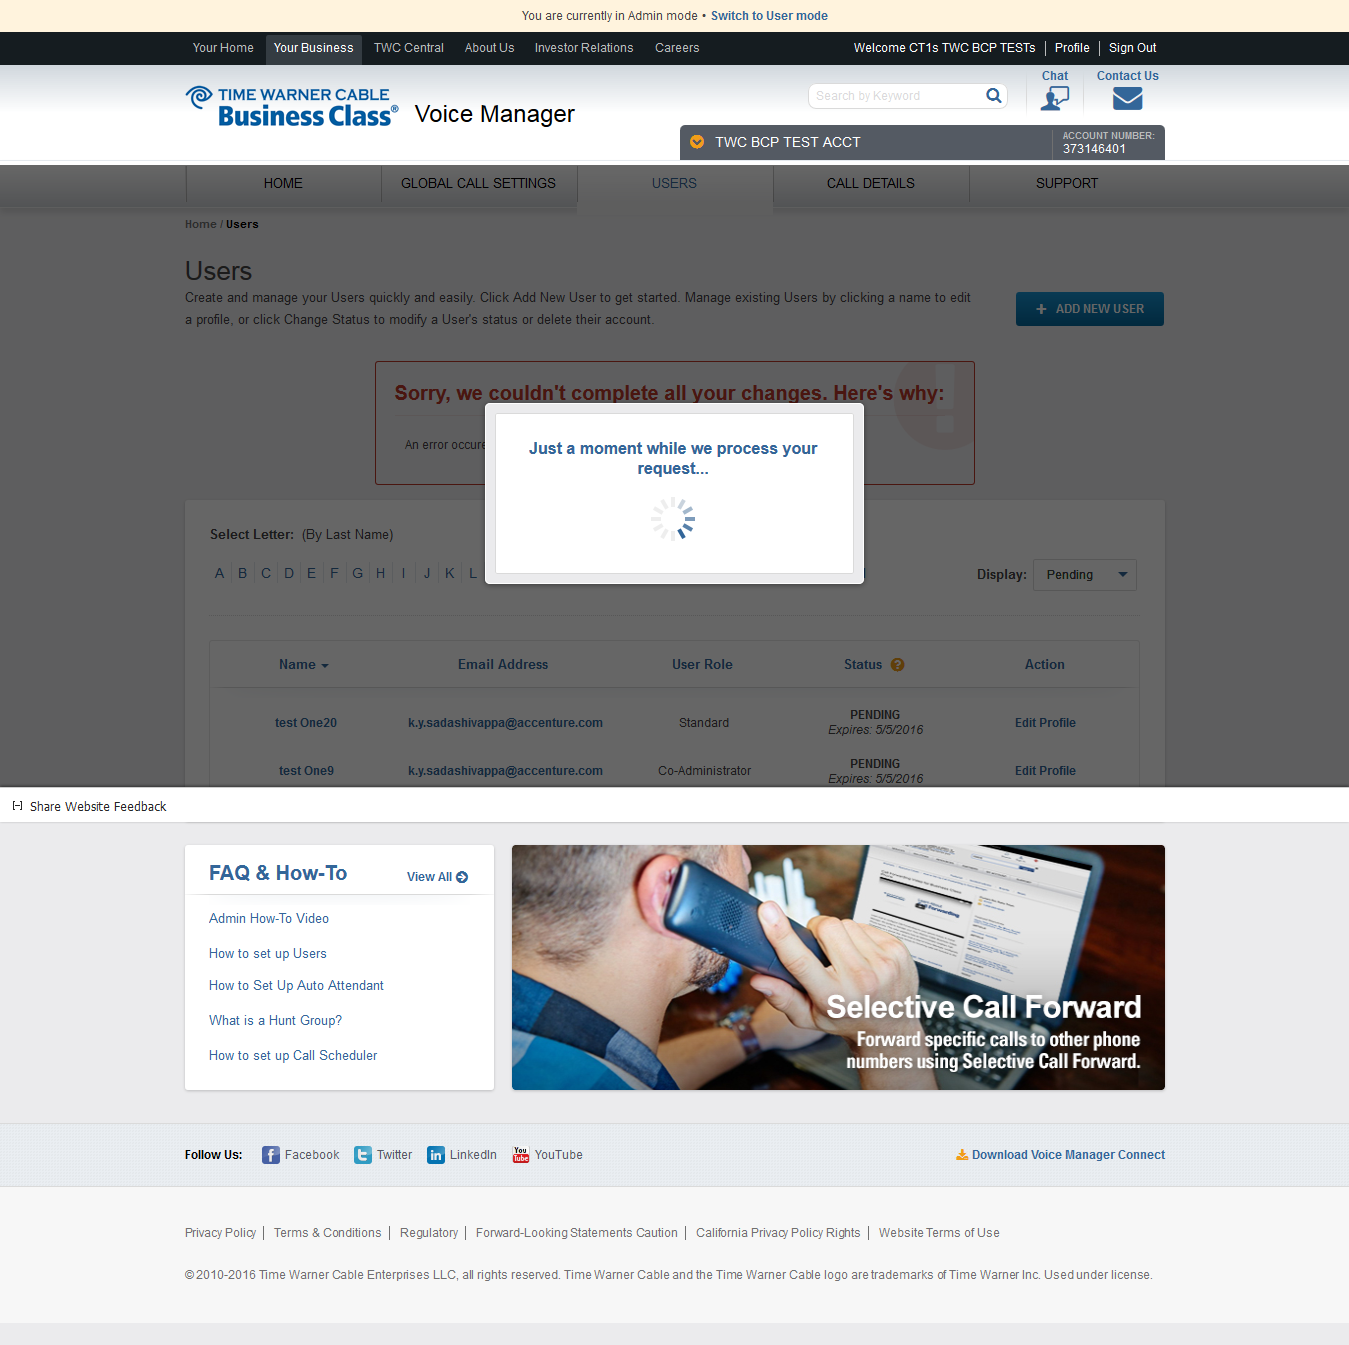 You are currently in Admin mode • Switch to User mode
Your Home Your Business TWC Central About Us Investor Relations Careers Welcome CT1s TWC BCP TESTs Profile Sign Out
Chat Contact Us
TIME WARNER CABLE
Business Class® Voice Manager
Search by Keyword
TWC BCP TEST ACCT
ACCOUNT NUMBER:
373146401
HOME GLOBAL CALL SETTINGS USERS CALL DETAILS SUPPORT
Home / Users
Users
Create and manage your Users quickly and easily. Click Add New User to get started. Manage existing Users by clicking a name to edit
a profile, or click Change Status to modify a User's status or delete their account.
+ ADD NEW USER
Sorry, we couldn't complete all your changes. Here's why:
An error occure
Just a moment while we process your
request...
Select Letter: (By Last Name)
A B C D E F G H I J K L
Display: Pending
Name Email Address User Role Status ? Action
test One20 k.y.sadashivappa@accenture.com Standard PENDING Edit Profile
Expires: 5/5/2016
test One9 k.y.sadashivappa@accenture.com Co-Administrator PENDING Edit Profile
Expires: 5/5/2016
[-] Share Website Feedback
FAQ & How-To View All
Admin How-To Video
How to set up Users
How to Set Up Auto Attendant
What is a Hunt Group?
How to set up Call Scheduler
Forwarding
Selective Call Forward
Forward specific calls to other phone
numbers using Selective Call Forward.
Follow Us: Facebook Twitter LinkedIn You Tube YouTube Download Voice Manager Connect
Privacy Policy Terms & Conditions Regulatory Forward-Looking Statements Caution California Privacy Policy Rights Website Terms of Use
© 2010-2016 Time Warner Cable Enterprises LLC, all rights reserved. Time Warner Cable and the Time Warner Cable logo are trademarks of Time Warner Inc. Used under license.